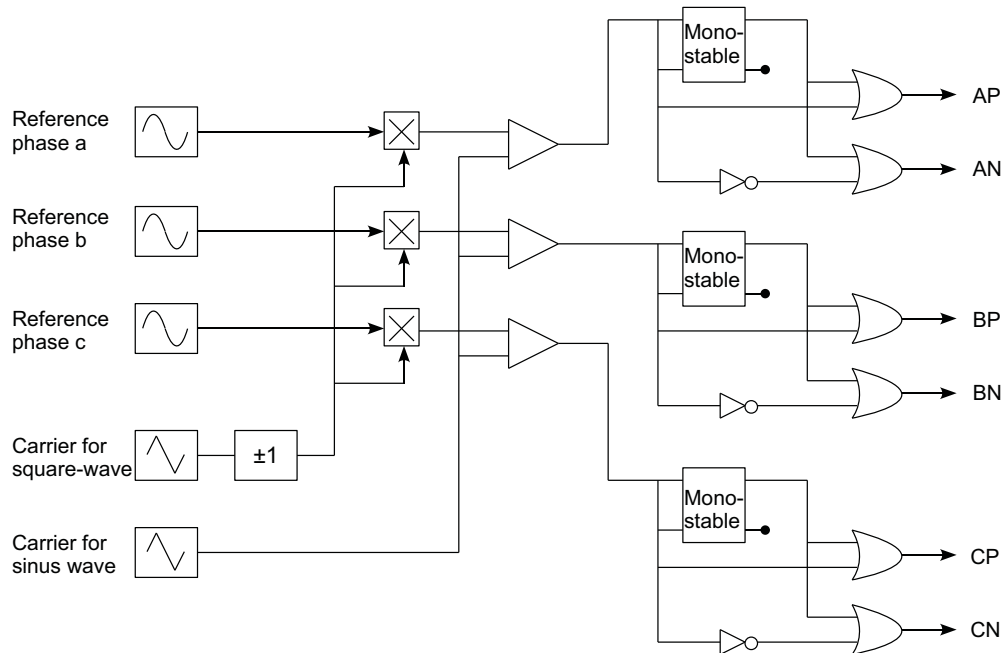 Mono-
stable
AP
Reference
phase a
AN
Reference
phase b
Mono-
stable
BP
Reference
phase c
BN
Carrier for
square-wave
±1
Mono-
stable
Carrier for
sinus wave
CP
CN